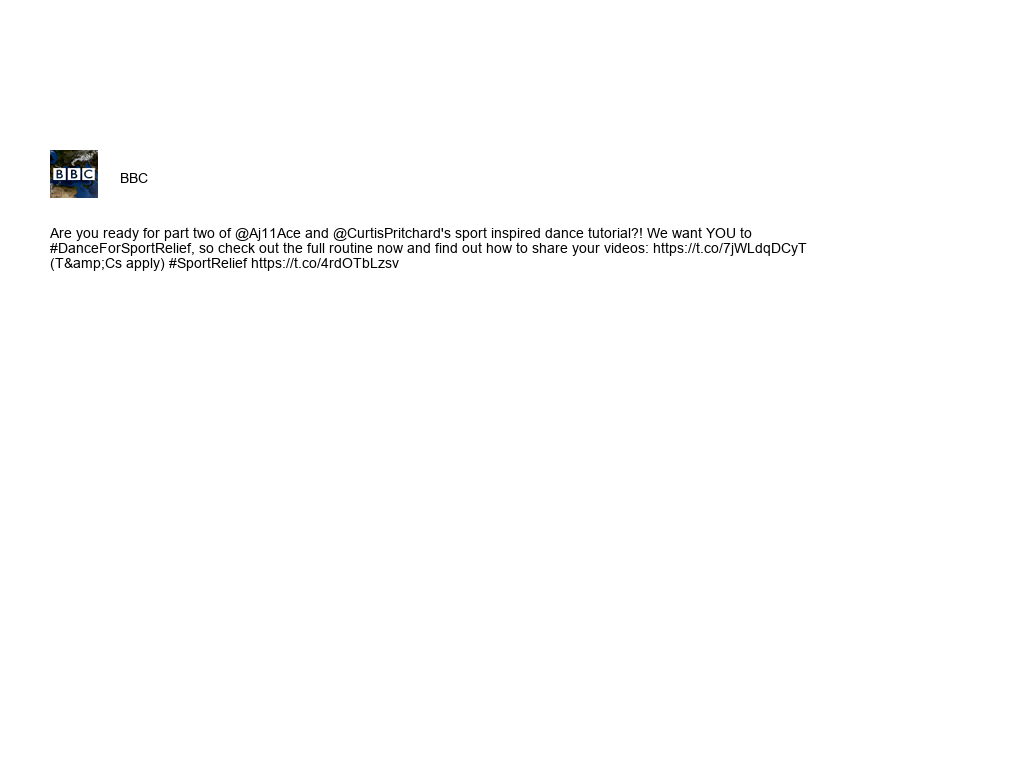 BBC
BBC
Are you ready for part two of @Aj11Ace and @CurtisPritchard's sport inspired dance tutorial?! We want YOU to
#DanceForSportRelief, so check out the full routine now and find out how to share your videos: https://t.co/7jWLdqDCyT
(T&amp;Cs apply) #SportRelief https://t.co/4rdOTbLzsv